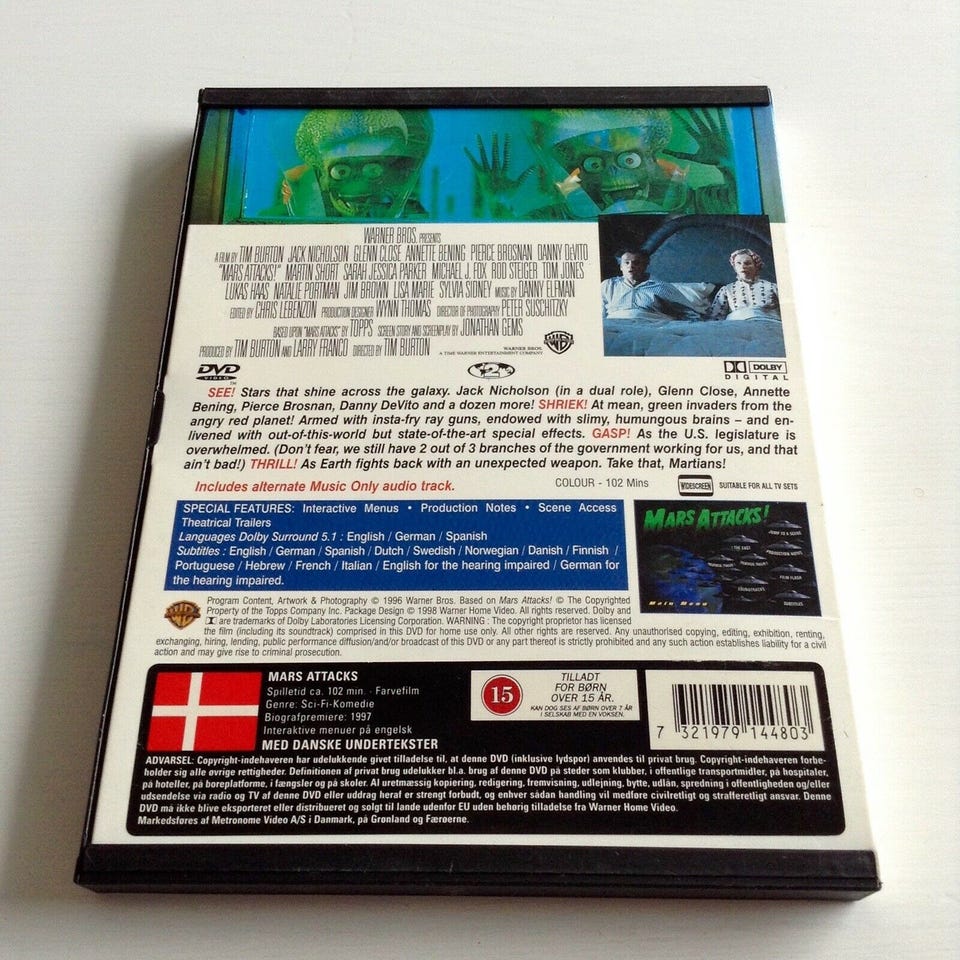 WARNER BROS. PRESENTS
A FILM BY TIM BURTON JACK NICHOLSON GLENN CLOSE ANNETTE BENING PIERCE BROSNAN DANNY DeVITO
"MARS ATTACKS!" MARTIN SHORT SARAH JESSICA PARKER MICHAEL J. FOX ROD STEIGER TOM JONES
LUKAS HAAS NATALIE PORTMAN JIM BROWN LISA MARIE SYLVIA SIDNEY MUSIC BY DANNY ELFMAN
EDITED BY CHRIS LEBENZON PRODUCTION DESIGNER WYNN THOMAS DIRECTOR OF PHOTOGRAPHY PETER SUSCHITZKY
BASED UPON "MARS ATTACKS" BY TOPPS SCREEN STORY AND SCREENPLAY BY JONATHAN GEMS
PRODUCED BY TIM BURTON AND LARRY FRANCO DIRECTED BY TIM BURTON
WARNER BROS.
A TIME WARNER ENTERTAINMENT COMPANY
DVD
VIDEO
TM
2
DOLBY
DIGITAL
SEE! Stars that shine across the galaxy. Jack Nicholson (in a dual role), Glenn Close, Annette
Bening, Pierce Brosnan, Danny DeVito and a dozen more! SHRIEK! At mean, green invaders from the
angry red planet! Armed with insta-fry ray guns, endowed with slimy, humungous brains – and en-
livened with out-of-this-world but state-of-the-art special effects. GASP! As the U.S. legislature is
overwhelmed. (Don't fear, we still have 2 out of 3 branches of the government working for us, and that
ain't bad!) THRILL! As Earth fights back with an unexpected weapon. Take that, Martians!
Includes alternate Music Only audio track.
COLOUR - 102 Mins
WIDESCREEN
SUITABLE FOR ALL TV SETS
SPECIAL FEATURES: Interactive Menus • Production Notes • Scene Access
Theatrical Trailers
Languages Dolby Surround 5.1 : English / German / Spanish
Subtitles : English / German / Spanish / Dutch / Swedish / Norwegian / Danish / Finnish /
Portuguese / Hebrew / French / Italian / English for the hearing impaired / German for
the hearing impaired.
MARS ATTACKS!
JUMP TO A SCENE
THE CAST
PRODUCTION NOTES
FILM FLASH
SOUNDTRACKS
SUBTITLES
Main Menu
Program Content, Artwork & Photography © 1996 Warner Bros. Based on Mars Attacks! © The Copyrighted
Property of the Topps Company Inc. Package Design © 1998 Warner Home Video. All rights reserved. Dolby and
are trademarks of Dolby Laboratories Licensing Corporation. WARNING : The copyright proprietor has licensed
the film (including its soundtrack) comprised in this DVD for home use only. All other rights are reserved. Any unauthorised copying, editing, exhibition, renting,
exchanging, hiring, lending, public performance diffusion/and/or broadcast of this DVD or any part thereof is strictly prohibited and any such action establishes liability for a civil
action and may give rise to criminal prosecution.
MARS ATTACKS
Spilletid ca. 102 min. · Farvefilm
Genre: Sci-Fi-Komedie
Biografpremiere: 1997
Interaktive menuer på engelsk
MED DANSKE UNDERTEKSTER
15
TILLADT
FOR BØRN
OVER 15 ÅR.
KAN DOG SES AF BØRN OVER 7 ÅR
I SELSKAB MED EN VOKSEN.
7 321979 144803
ADVARSEL: Copyright-indehaveren har udelukkende givet tilladelse til, at denne DVD (inklusive lydspor) anvendes til privat brug. Copyright-indehaveren forbe-
holder sig alle øvrige rettigheder. Definitionen af privat brug udelukker bl.a. brug af denne DVD på steder som klubber, i offentlige transportmidler, på hospitaler,
på hoteller, på boreplatforme, i fængsler og på skoler. Al uretmæssig kopiering, redigering, fremvisning, udlejning, bytte, udlån, spredning i offentligheden og/eller
udsendelse via radio og TV af denne DVD eller uddrag heraf er strengt forbudt, og enhver sådan handling vil medføre civilretligt og strafferetligt ansvar. Denne
DVD må ikke blive eksporteret eller distribueret og solgt til lande udenfor EU uden behørig tilladelse fra Warner Home Video.
Markedsføres af Metronome Video A/S i Danmark, på Grønland og Færøerne.